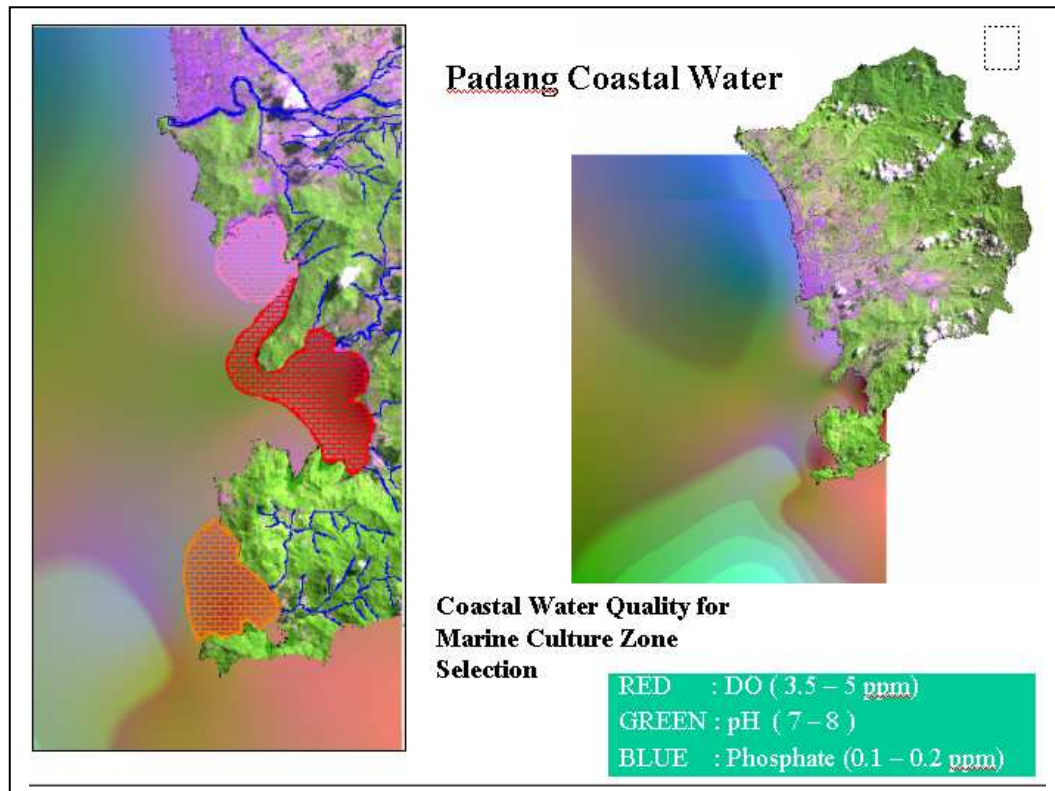 Padang Coastal Water
Coastal Water Quality for
Marine Culture Zone
Selection
RED : DO ( 3.5 – 5 ppm)
GREEN : pH ( 7 – 8 )
BLUE : Phosphate (0.1 – 0.2 ppm)